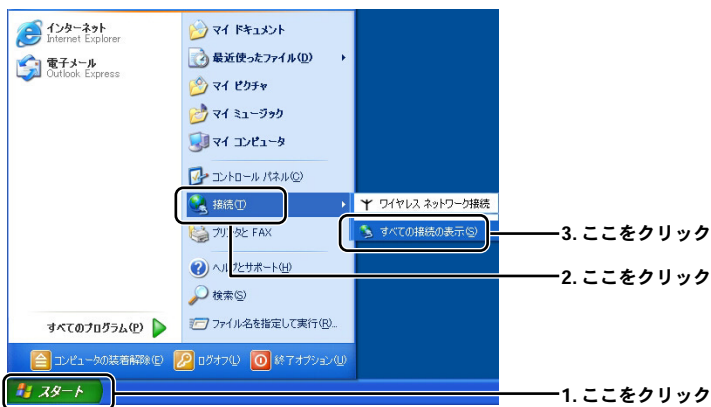 インターネット
Internet Explorer
電子メール
Outlook Express
すべてのプログラム(P)
マイ ドキュメント
最近使ったファイル(D)
マイ ピクチャ
マイ ミュージック
マイ コンピュータ
コントロール パネル(C)
接続(T)
プリンタと FAX
ヘルプとサポート(H)
検索(S)
ファイル名を指定して実行(R)...
ワイヤレス ネットワーク接続
すべての接続の表示(S)
コンピュータの装着解除(E)
ログオフ(L)
終了オプション(U)
スタート
3. ここをクリック
2. ここをクリック
1. ここをクリック